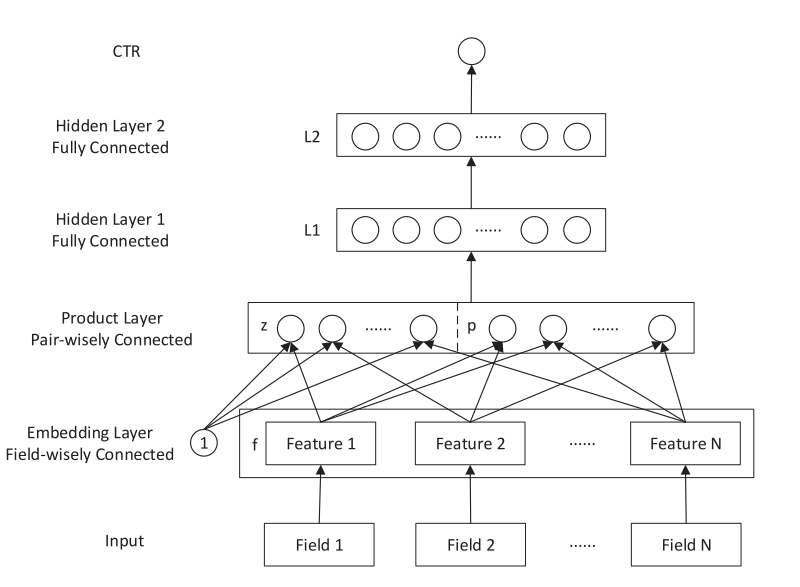 CTR
Hidden Layer 2
Fully Connected
L2
......
Hidden Layer 1
Fully Connected
L1
......
Product Layer
Pair-wisely Connected
z
......
p
......
Embedding Layer
Field-wisely Connected
1
f
Feature 1
Feature 2
......
Feature N
Input
Field 1
Field 2
......
Field N